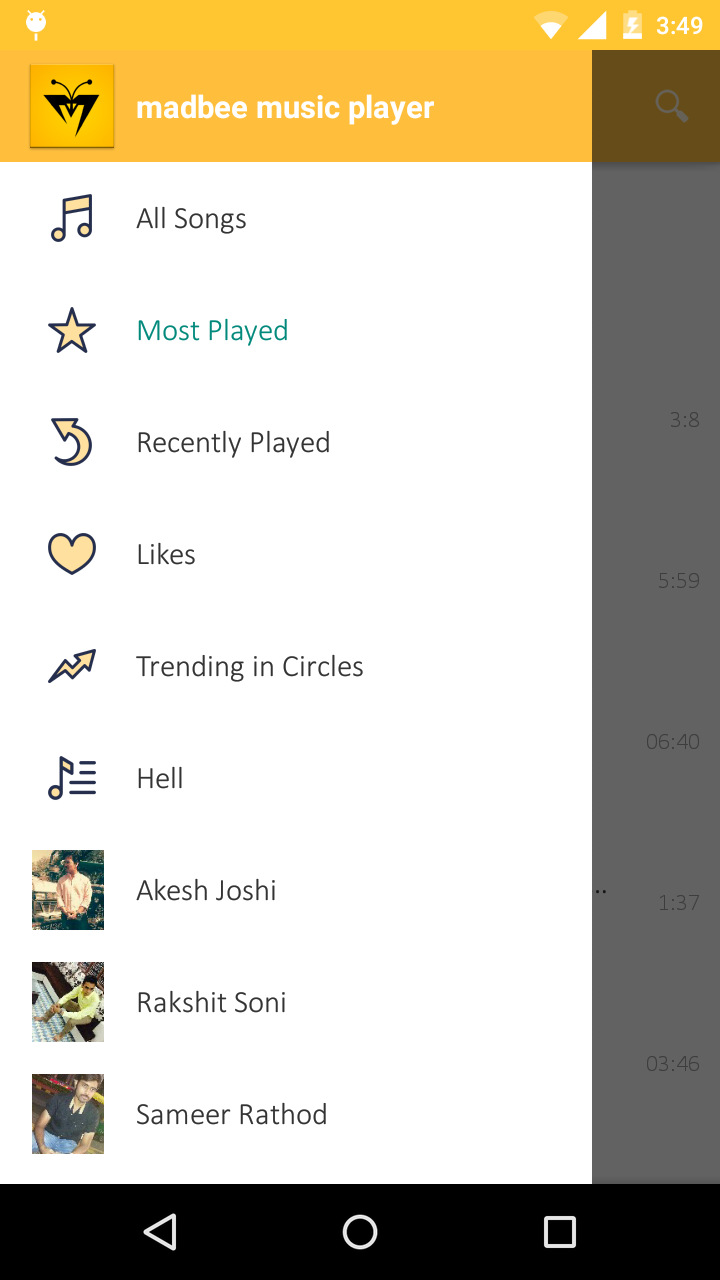 3:49
madbee music player
All Songs
Most Played
3:8
Recently Played
Likes
5:59
Trending in Circles
06:40
Hell
Akesh Joshi
..
1:37
Rakshit Soni
03:46
Sameer Rathod